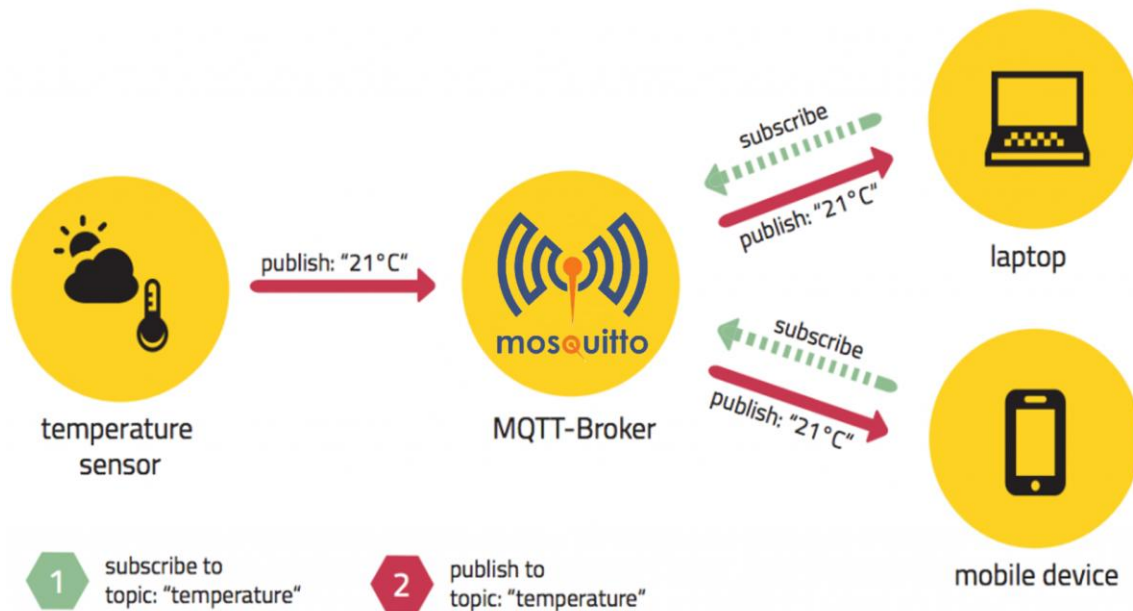 subscribe
publish: “21°C“
laptop
publish: “21°C“
mosquitto
MQTT-Broker
temperature
sensor
subscribe
publish: “21°C“
mobile device
1
subscribe to
topic: “temperature“
2
publish to
topic: “temperature“